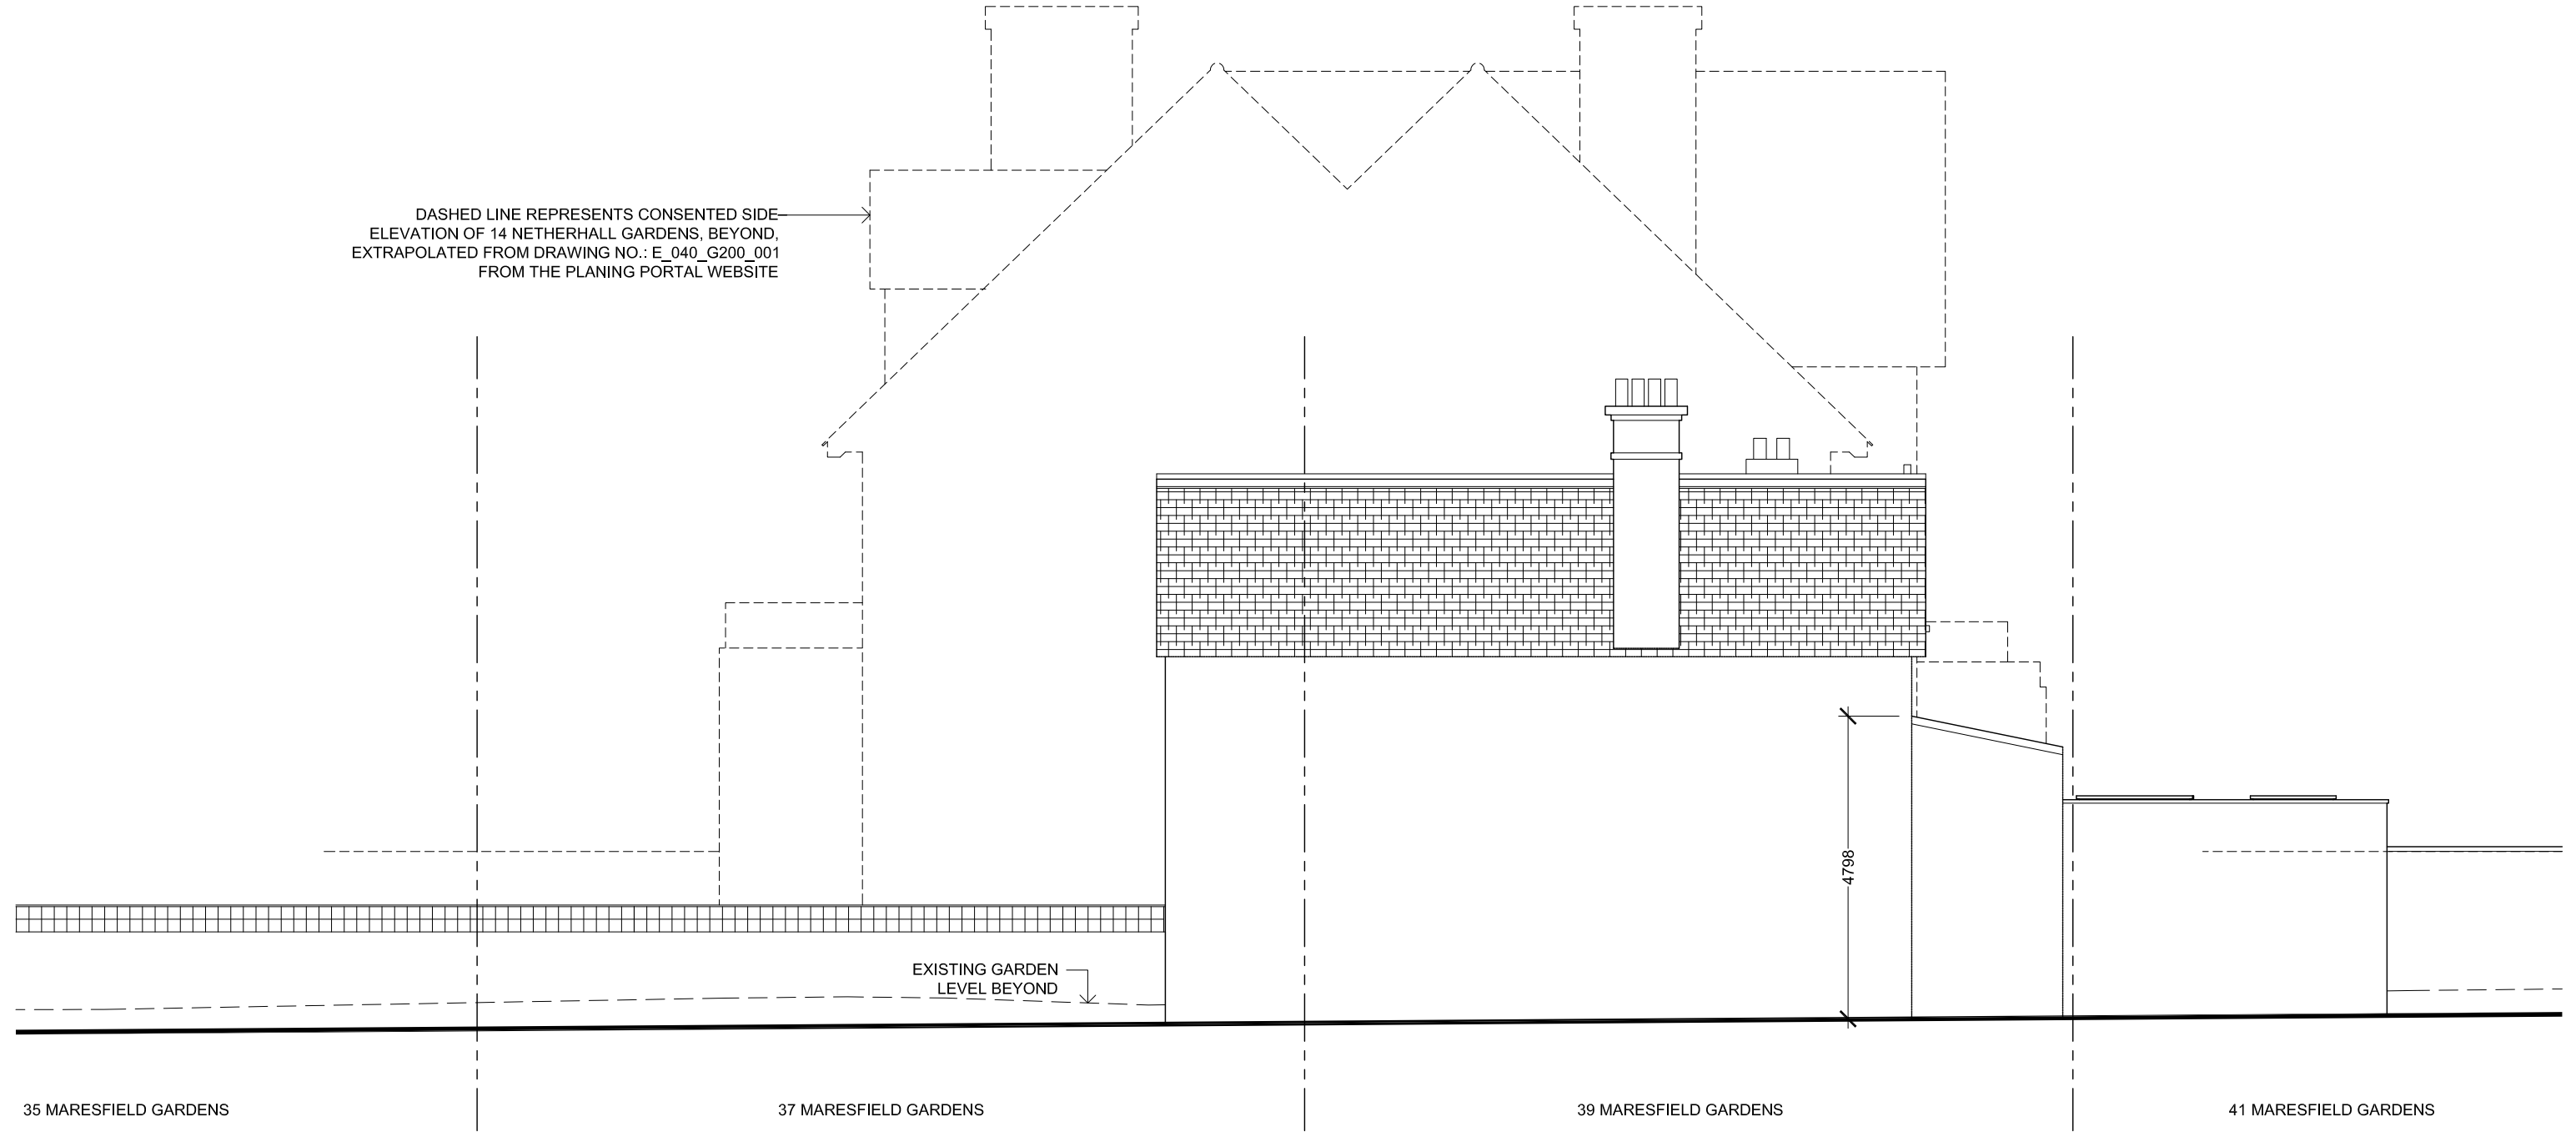 DASHED LINE REPRESENTS CONSENTED SIDE
ELEVATION OF 14 NETHERHALL GARDENS, BEYOND,
EXTRAPOLATED FROM DRAWING NO.: E_040_G200_001
FROM THE PLANING PORTAL WEBSITE
4798
EXISTING GARDEN
LEVEL BEYOND
35 MARESFIELD GARDENS
37 MARESFIELD GARDENS
39 MARESFIELD GARDENS
41 MARESFIELD GARDENS